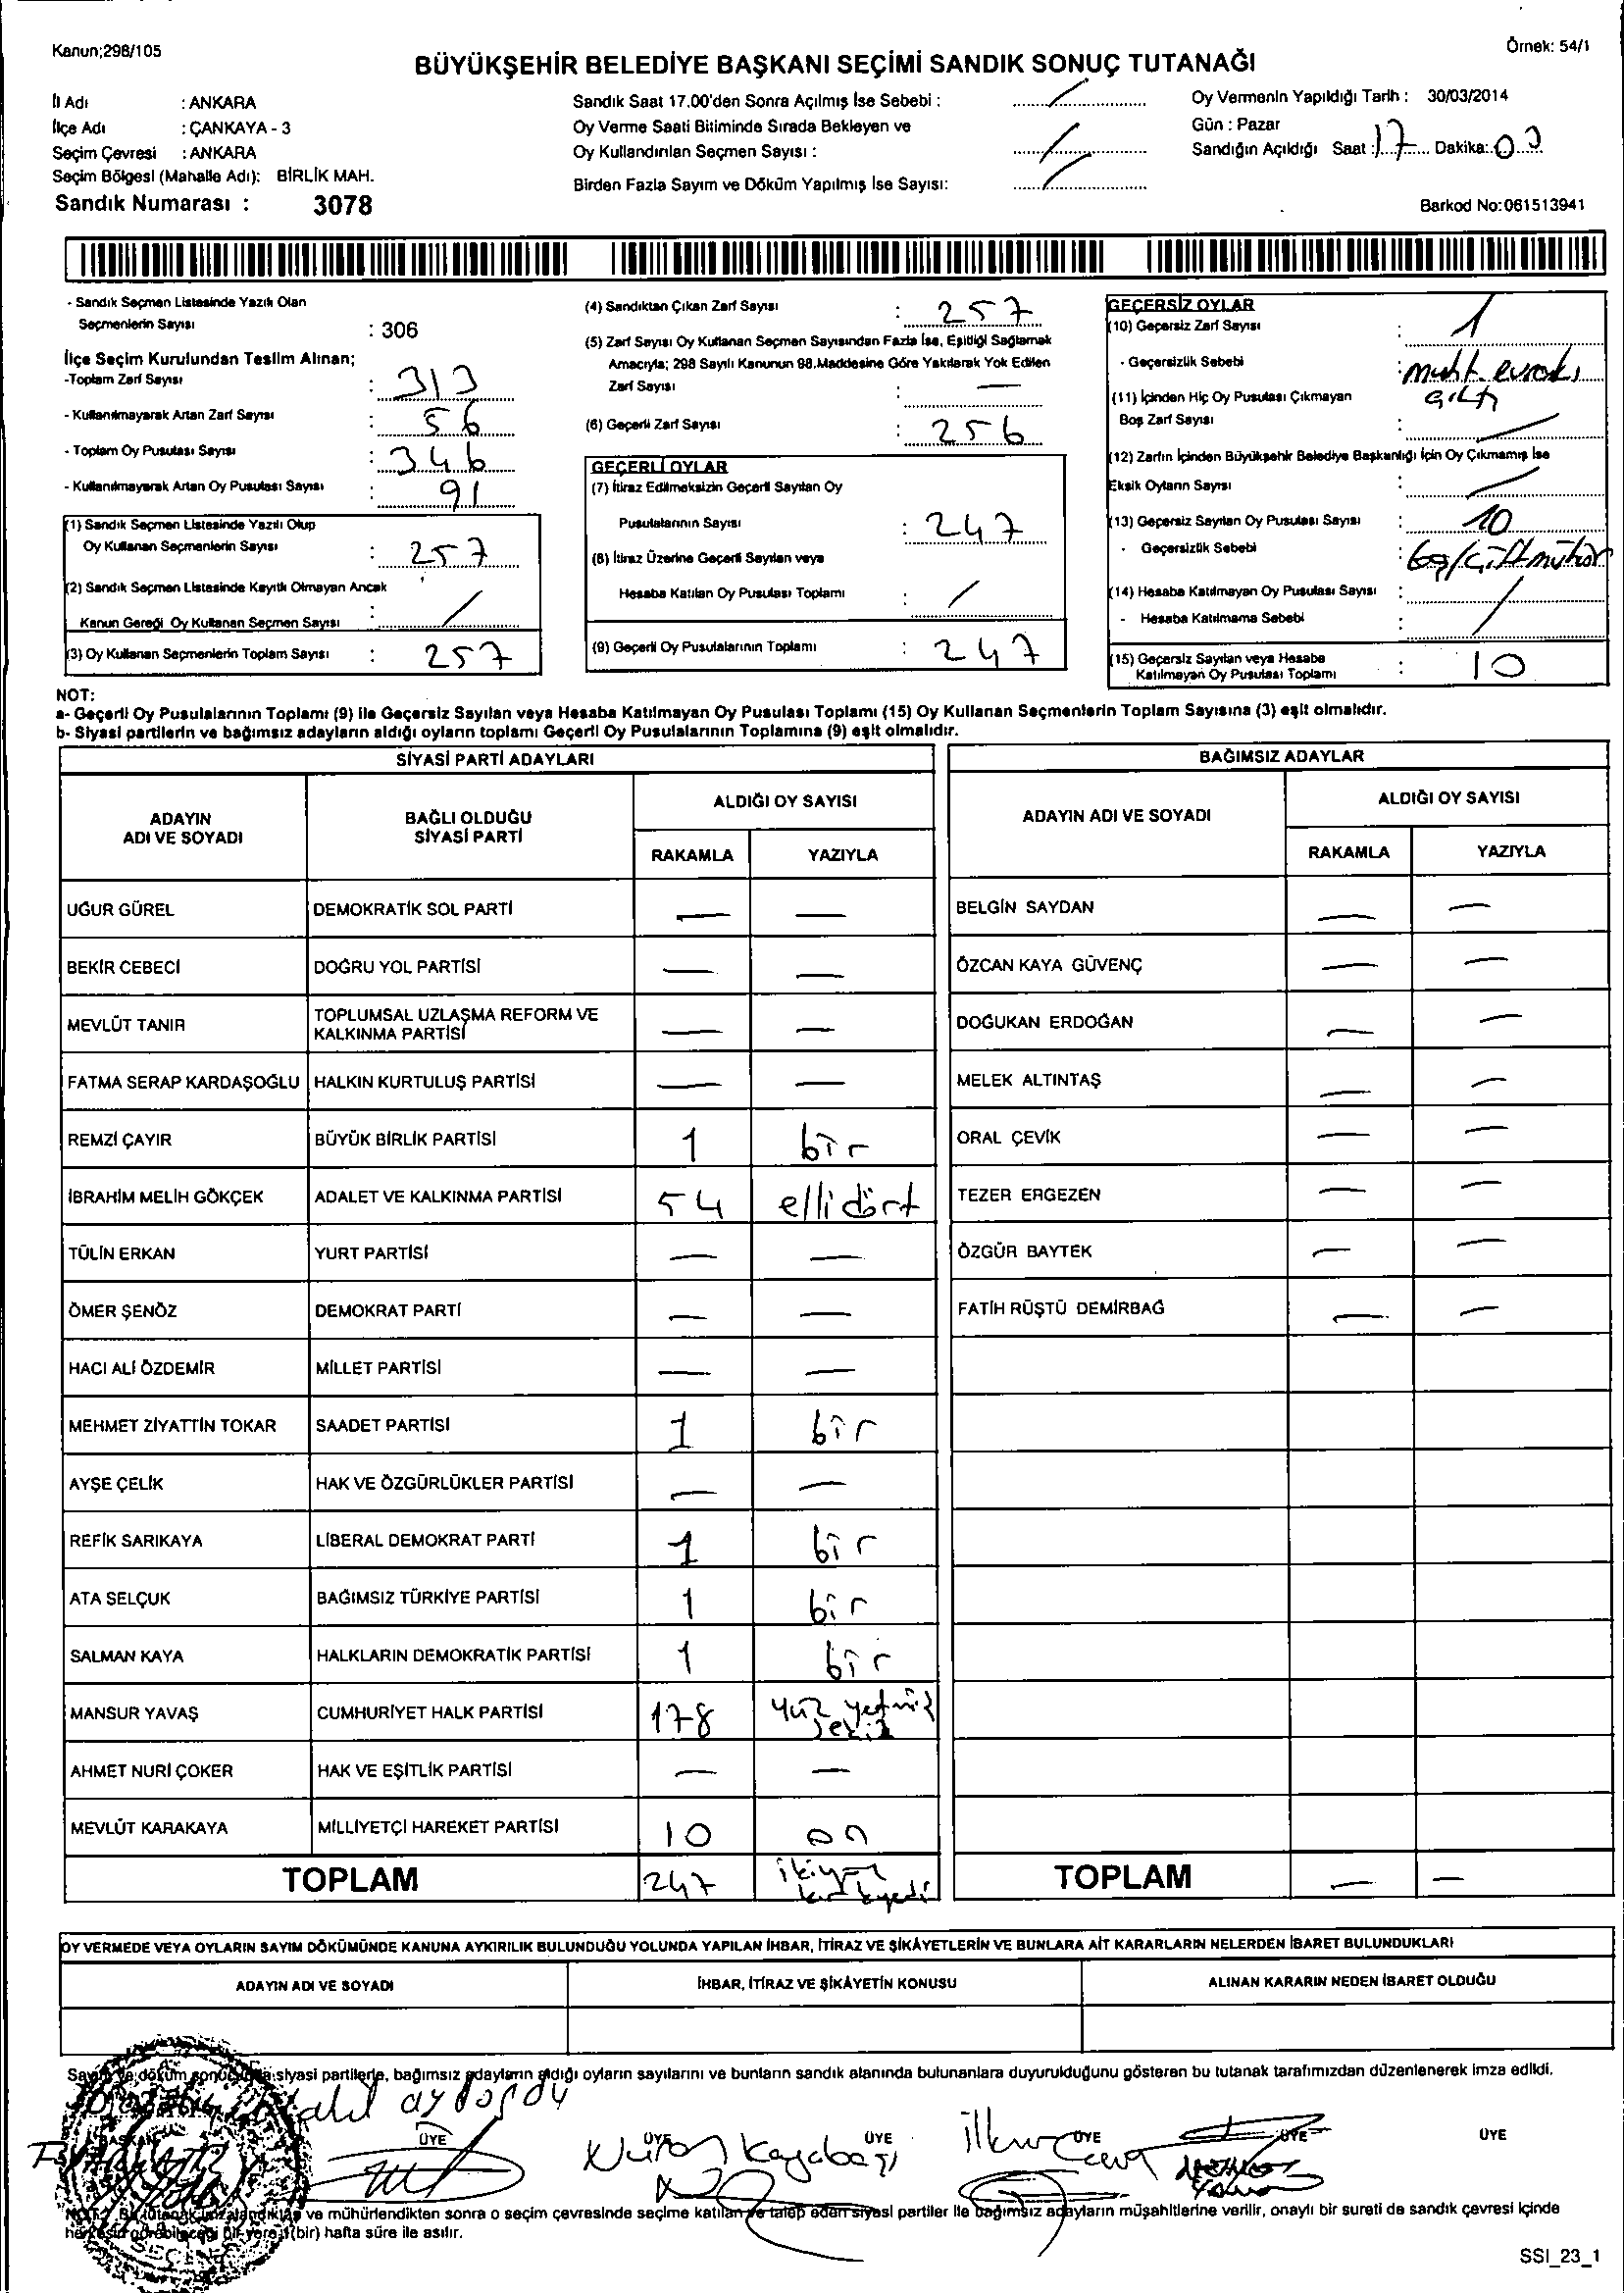 Kanun;298/105
Örnek: 54/1
BÜYÜKŞEHİR BELEDİYE BAŞKANI SEÇİMİ SANDIK SONUÇ TUTANAĞI
İl Adı : ANKARA
İlçe Adı : ÇANKAYA - 3
Seçim Çevresi : ANKARA
Seçim Bölgesi (Mahalle Adı): BİRLİK MAH.
Sandık Numarası : 3078
Sandık Saat 17.00'den Sonra Açılmış İse Sebebi : /
Oy Verme Saati Bitiminde Sırada Bekleyen ve
Oy Kullandırılan Seçmen Sayısı : /
Birden Fazla Sayım ve Döküm Yapılmış İse Sayısı: /
Oy Vermenin Yapıldığı Tarih : 30/03/2014
Gün : Pazar
Sandığın Açıldığı Saat : 17 Dakika: 03
Barkod No:061513941
- Sandık Seçmen Listesinde Yazılı Olan
Seçmenlerin Sayısı : 306
İlçe Seçim Kurulundan Teslim Alınan;
-Toplam Zarf Sayısı : 313
- Kullanılmayarak Artan Zarf Sayısı : 56
- Toplam Oy Pusulası Sayısı : 346
- Kullanılmayarak Artan Oy Pusulası Sayısı : 91
(1) Sandık Seçmen Listesinde Yazılı Olup
Oy Kullanan Seçmenlerin Sayısı : 257
(2) Sandık Seçmen Listesinde Kayıtlı Olmayan Ancak
Kanun Gereği Oy Kullanan Seçmen Sayısı : /
(3) Oy Kullanan Seçmenlerin Toplam Sayısı : 257
(4) Sandıktan Çıkan Zarf Sayısı : 257
(5) Zarf Sayısı Oy Kullanan Seçmen Sayısından Fazla İse, Eşitliği Sağlamak
Amacıyla; 298 Sayılı Kanunun 98.Maddesine Göre Yakılarak Yok Edilen
Zarf Sayısı : —
(6) Geçerli Zarf Sayısı : 256
GEÇERLİ OYLAR
(7) İtiraz Edilmeksizin Geçerli Sayılan Oy
Pusulalarının Sayısı : 247
(8) İtiraz Üzerine Geçerli Sayılan veya
Hesaba Katılan Oy Pusulası Toplamı : /
(9) Geçerli Oy Pusulalarının Toplamı : 247
GEÇERSİZ OYLAR
(10) Geçersiz Zarf Sayısı : 1
- Geçersizlik Sebebi : muht. evrakı
çıktı
(11) İçinden Hiç Oy Pusulası Çıkmayan
Boş Zarf Sayısı : /
(12) Zarfın İçinden Büyükşehir Belediye Başkanlığı İçin Oy Çıkmamış İse
Eksik Oyların Sayısı : /
(13) Geçersiz Sayılan Oy Pusulası Sayısı : 10
- Geçersizlik Sebebi : boş/çift mühür
(14) Hesaba Katılmayan Oy Pusulası Sayısı :
- Hesaba Katılmama Sebebi : /
(15) Geçersiz Sayılan veya Hesaba
Katılmayan Oy Pusulası Toplamı : 10
NOT:
a- Geçerli Oy Pusulalarının Toplamı (9) ile Geçersiz Sayılan veya Hesaba Katılmayan Oy Pusulası Toplamı (15) Oy Kullanan Seçmenlerin Toplam Sayısına (3) eşit olmalıdır.
b- Siyasi partilerin ve bağımsız adayların aldığı oyların toplamı Geçerli Oy Pusulalarının Toplamına (9) eşit olmalıdır.
SİYASİ PARTİ ADAYLARI
ADAYIN ADI VE SOYADI
BAĞLI OLDUĞU SİYASİ PARTİ
ALDIĞI OY SAYISI
RAKAMLA YAZIYLA
UĞUR GÜREL DEMOKRATİK SOL PARTİ — —
BEKİR CEBECİ DOĞRU YOL PARTİSİ — —
MEVLÜT TANIR TOPLUMSAL UZLAŞMA REFORM VE KALKINMA PARTİSİ — —
FATMA SERAP KARDAŞOĞLU HALKIN KURTULUŞ PARTİSİ — —
REMZİ ÇAYIR BÜYÜK BİRLİK PARTİSİ 1 bir
İBRAHİM MELİH GÖKÇEK ADALET VE KALKINMA PARTİSİ 54 ellidört
TÜLİN ERKAN YURT PARTİSİ — —
ÖMER ŞENÖZ DEMOKRAT PARTİ — —
HACI ALİ ÖZDEMİR MİLLET PARTİSİ — —
MEHMET ZİYATTİN TOKAR SAADET PARTİSİ 1 bir
AYŞE ÇELİK HAK VE ÖZGÜRLÜKLER PARTİSİ — —
REFİK SARIKAYA LİBERAL DEMOKRAT PARTİ 1 bir
ATA SELÇUK BAĞIMSIZ TÜRKİYE PARTİSİ 1 bir
SALMAN KAYA HALKLARIN DEMOKRATİK PARTİSİ 1 bir
MANSUR YAVAŞ CUMHURİYET HALK PARTİSİ 178 yüz yetmiş sekiz
AHMET NURİ ÇOKER HAK VE EŞİTLİK PARTİSİ — —
MEVLÜT KARAKAYA MİLLİYETÇİ HAREKET PARTİSİ 10 on
TOPLAM 247 ikiyüz kırkyedi
BAĞIMSIZ ADAYLAR
ADAYIN ADI VE SOYADI
ALDIĞI OY SAYISI
RAKAMLA YAZIYLA
BELGİN SAYDAN — —
ÖZCAN KAYA GÜVENÇ — —
DOĞUKAN ERDOĞAN — —
MELEK ALTINTAŞ — —
ORAL ÇEVİK — —
TEZER ERGEZEN — —
ÖZGÜR BAYTEK — —
FATİH RÜŞTÜ DEMİRBAĞ — —
TOPLAM — —
OY VERMEDE VEYA OYLARIN SAYIM DÖKÜMÜNDE KANUNA AYKIRILIK BULUNDUĞU YOLUNDA YAPILAN İHBAR, İTİRAZ VE ŞİKÂYETLERİN VE BUNLARA AİT KARARLARIN NELERDEN İBARET BULUNDUKLARI
ADAYIN ADI VE SOYADI
İHBAR, İTİRAZ VE ŞİKÂYETİN KONUSU
ALINAN KARARIN NEDEN İBARET OLDUĞU
Sayım ve döküm sonucunda siyasi partilerle, bağımsız adayların aldığı oyların sayılarını ve bunların sandık alanında bulunanlara duyurulduğunu gösteren bu tutanak tarafımızdan düzenlenerek imza edildi.
Halil aydoğdu
BAŞKAN ÜYE ÜYE ÜYE ÜYE ÜYE ÜYE
Nuran Kayabaşı
İlknur
NOT: Bu tutanak imzalandıktan ve mühürlendikten sonra o seçim çevresinde seçime katılan ve talep eden siyasi partiler ile bağımsız adayların müşahitlerine verilir, onaylı bir sureti de sandık çevresi içinde
herkesin görebileceği bir yere 1(bir) hafta süre ile asılır.
SSI_23_1